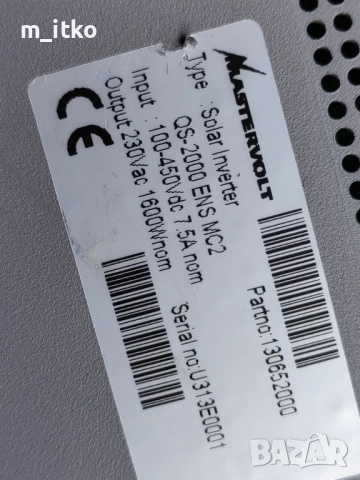 m_itko
MASTERVOLT
Type :Solar Inverter
QS-2000 ENS MC2
Input : 100-450Vdc 7.5A nom
Output 230Vac 1600Wnom
CE
Partno:130652000
Serial no:U313E0001
BAZAR